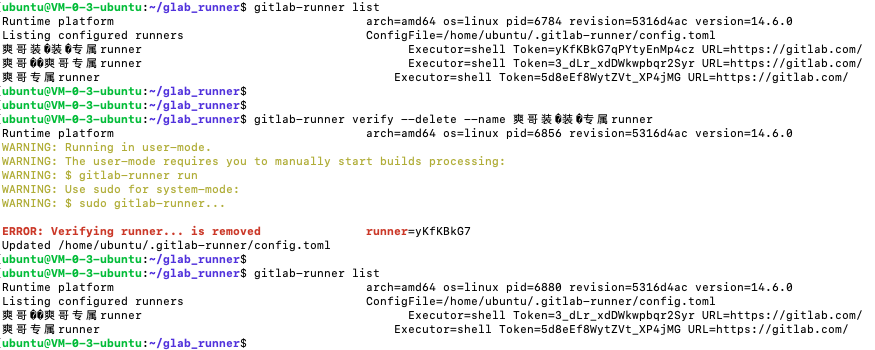 ubuntu@VM-0-3-ubuntu:~/glab_runner$ gitlab-runner list
Runtime platform arch=amd64 os=linux pid=6784 revision=5316d4ac version=14.6.0
Listing configured runners ConfigFile=/home/ubuntu/.gitlab-runner/config.toml
爽哥装�装�专属runner Executor=shell Token=yKfKBkG7qPYtyEnMp4cz URL=https://gitlab.com/
爽哥��爽哥专属runner Executor=shell Token=3_dLr_xdDWkwpbqr2Syr URL=https://gitlab.com/
爽哥专属runner Executor=shell Token=5d8eEf8WytZVt_XP4jMG URL=https://gitlab.com/
ubuntu@VM-0-3-ubuntu:~/glab_runner$
ubuntu@VM-0-3-ubuntu:~/glab_runner$
ubuntu@VM-0-3-ubuntu:~/glab_runner$ gitlab-runner verify --delete --name 爽哥装�装�专属runner
Runtime platform arch=amd64 os=linux pid=6856 revision=5316d4ac version=14.6.0
WARNING: Running in user-mode.
WARNING: The user-mode requires you to manually start builds processing:
WARNING: $ gitlab-runner run
WARNING: Use sudo for system-mode:
WARNING: $ sudo gitlab-runner...
ERROR: Verifying runner... is removed runner=yKfKBkG7
Updated /home/ubuntu/.gitlab-runner/config.toml
ubuntu@VM-0-3-ubuntu:~/glab_runner$
ubuntu@VM-0-3-ubuntu:~/glab_runner$ gitlab-runner list
Runtime platform arch=amd64 os=linux pid=6880 revision=5316d4ac version=14.6.0
Listing configured runners ConfigFile=/home/ubuntu/.gitlab-runner/config.toml
爽哥��爽哥专属runner Executor=shell Token=3_dLr_xdDWkwpbqr2Syr URL=https://gitlab.com/
爽哥专属runner Executor=shell Token=5d8eEf8WytZVt_XP4jMG URL=https://gitlab.com/
ubuntu@VM-0-3-ubuntu:~/glab_runner$